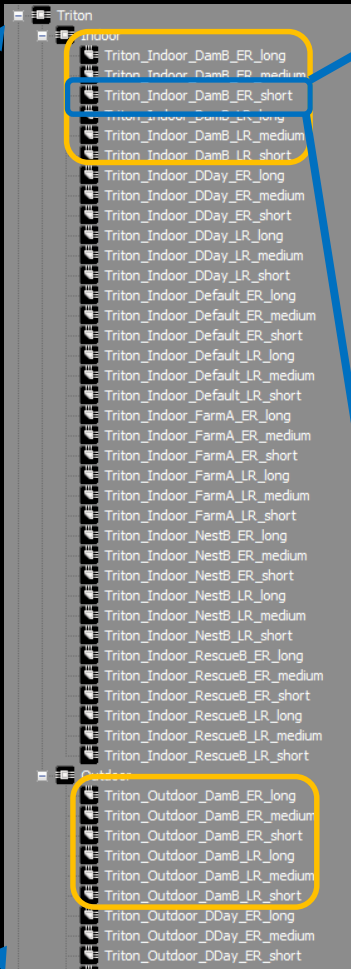 Triton
Indoor
Triton_Indoor_DamB_ER_long
Triton_Indoor_DamB_ER_medium
Triton_Indoor_DamB_ER_short
Triton_Indoor_DamB_LR_long
Triton_Indoor_DamB_LR_medium
Triton_Indoor_DamB_LR_short
Triton_Indoor_DDay_ER_long
Triton_Indoor_DDay_ER_medium
Triton_Indoor_DDay_ER_short
Triton_Indoor_DDay_LR_long
Triton_Indoor_DDay_LR_medium
Triton_Indoor_DDay_LR_short
Triton_Indoor_Default_ER_long
Triton_Indoor_Default_ER_medium
Triton_Indoor_Default_ER_short
Triton_Indoor_Default_LR_long
Triton_Indoor_Default_LR_medium
Triton_Indoor_Default_LR_short
Triton_Indoor_FarmA_ER_long
Triton_Indoor_FarmA_ER_medium
Triton_Indoor_FarmA_ER_short
Triton_Indoor_FarmA_LR_long
Triton_Indoor_FarmA_LR_medium
Triton_Indoor_FarmA_LR_short
Triton_Indoor_NestB_ER_long
Triton_Indoor_NestB_ER_medium
Triton_Indoor_NestB_ER_short
Triton_Indoor_NestB_LR_long
Triton_Indoor_NestB_LR_medium
Triton_Indoor_NestB_LR_short
Triton_Indoor_RescueB_ER_long
Triton_Indoor_RescueB_ER_medium
Triton_Indoor_RescueB_ER_short
Triton_Indoor_RescueB_LR_long
Triton_Indoor_RescueB_LR_medium
Triton_Indoor_RescueB_LR_short
Outdoor
Triton_Outdoor_DamB_ER_long
Triton_Outdoor_DamB_ER_medium
Triton_Outdoor_DamB_ER_short
Triton_Outdoor_DamB_LR_long
Triton_Outdoor_DamB_LR_medium
Triton_Outdoor_DamB_LR_short
Triton_Outdoor_DDay_ER_long
Triton_Outdoor_DDay_ER_medium
Triton_Outdoor_DDay_ER_short